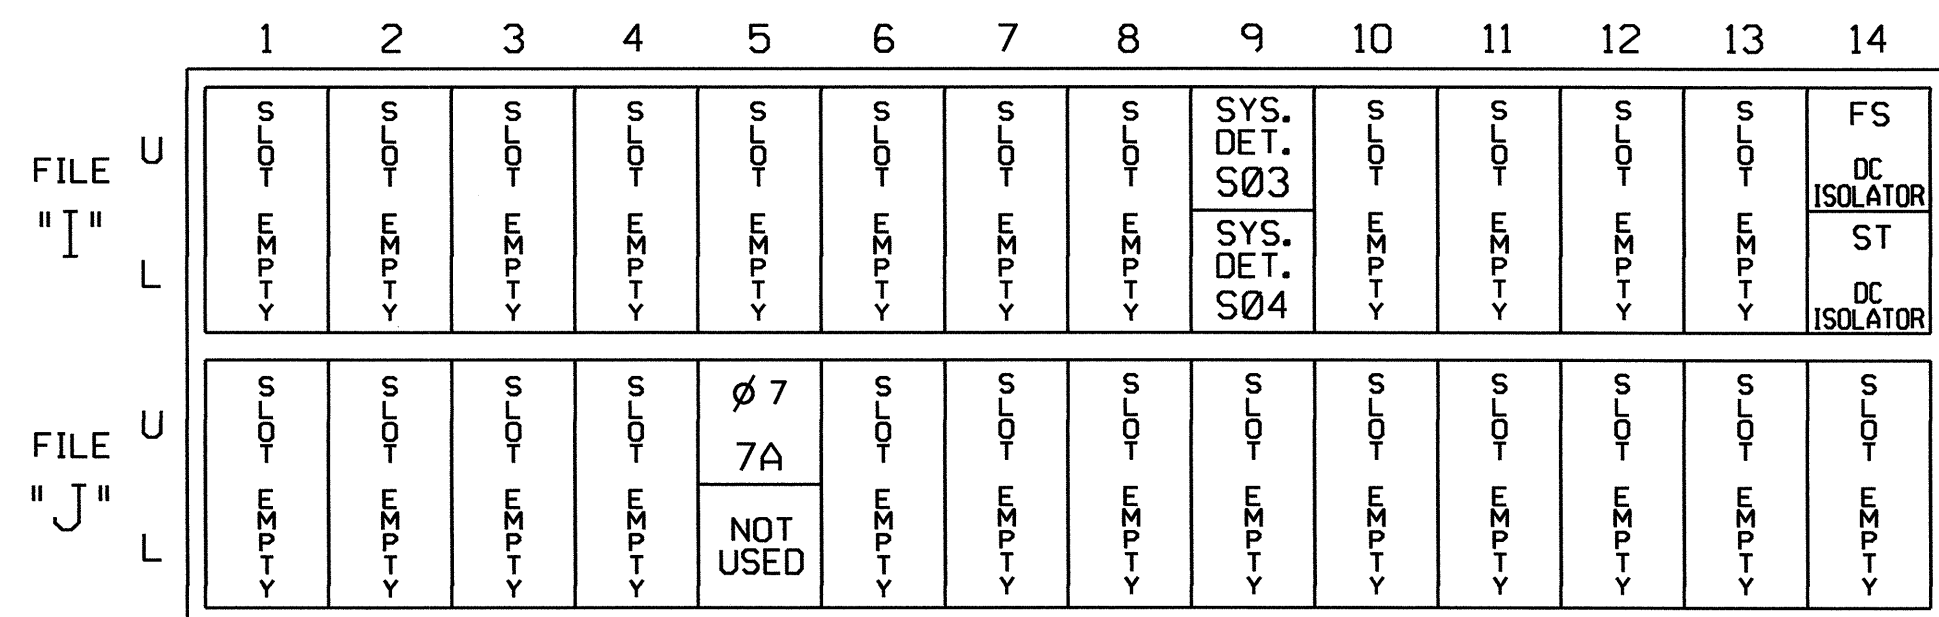 1 2 3 4 5 6 7 8 9 10 11 12 13 14
FILE "I"
U
L
SLOT EMPTY
SLOT EMPTY
SLOT EMPTY
SLOT EMPTY
SLOT EMPTY
SLOT EMPTY
SLOT EMPTY
SLOT EMPTY
SYS.
DET.
SØ3
SYS.
DET.
SØ4
SLOT EMPTY
SLOT EMPTY
SLOT EMPTY
SLOT EMPTY
FS
DC
ISOLATOR
ST
DC
ISOLATOR
FILE "J"
U
L
SLOT EMPTY
SLOT EMPTY
SLOT EMPTY
SLOT EMPTY
Ø 7
7A
NOT
USED
SLOT EMPTY
SLOT EMPTY
SLOT EMPTY
SLOT EMPTY
SLOT EMPTY
SLOT EMPTY
SLOT EMPTY
SLOT EMPTY
SLOT EMPTY